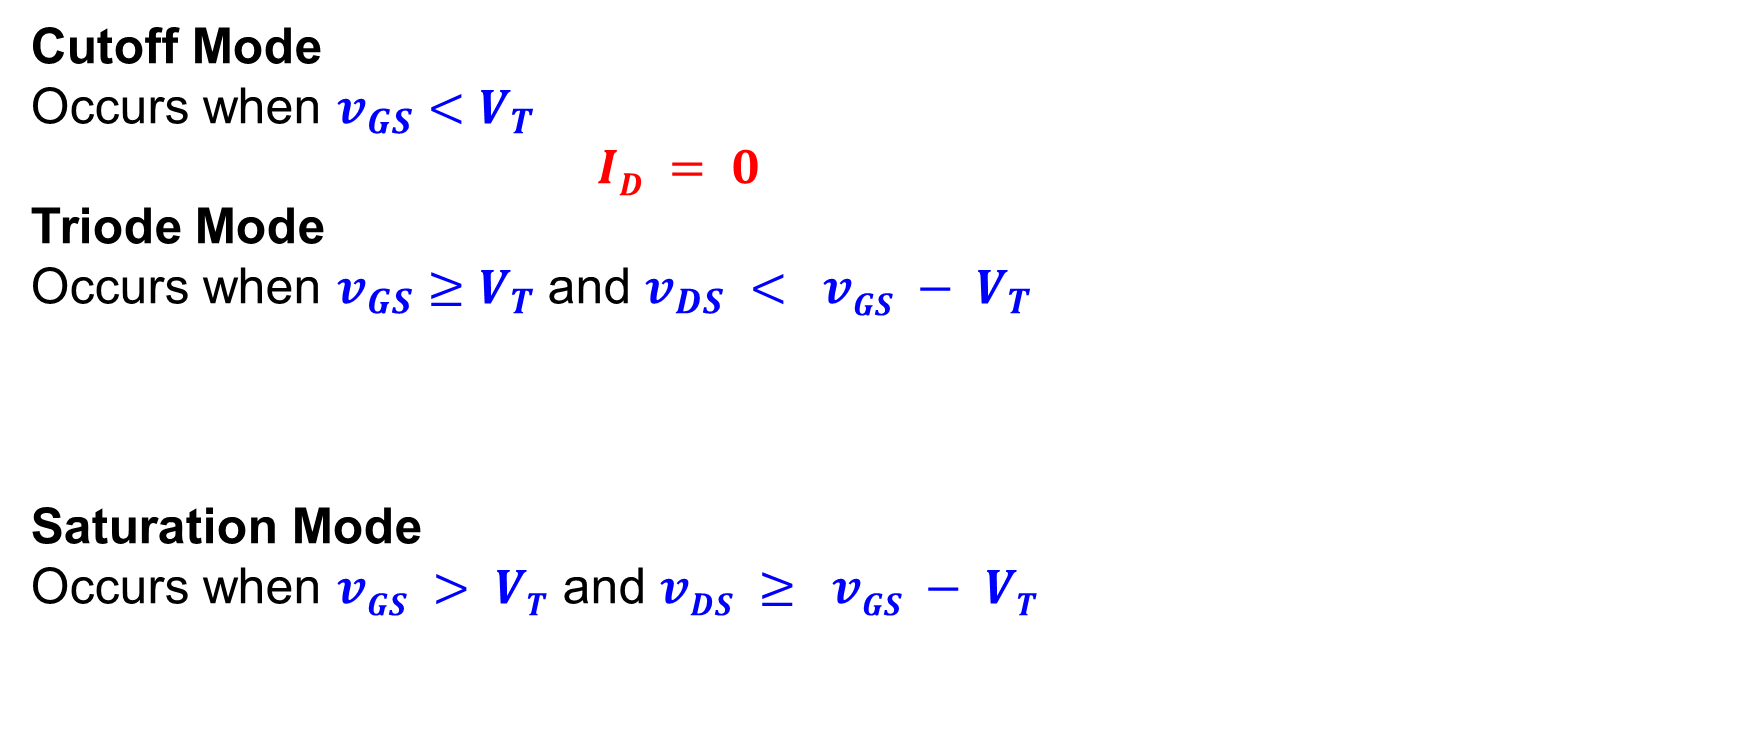 Cutoff Mode
Occurs when v_GS < V_T
I_D = 0
Triode Mode
Occurs when v_GS ≥ V_T and v_DS < v_GS − V_T
Saturation Mode
Occurs when v_GS > V_T and v_DS ≥ v_GS − V_T